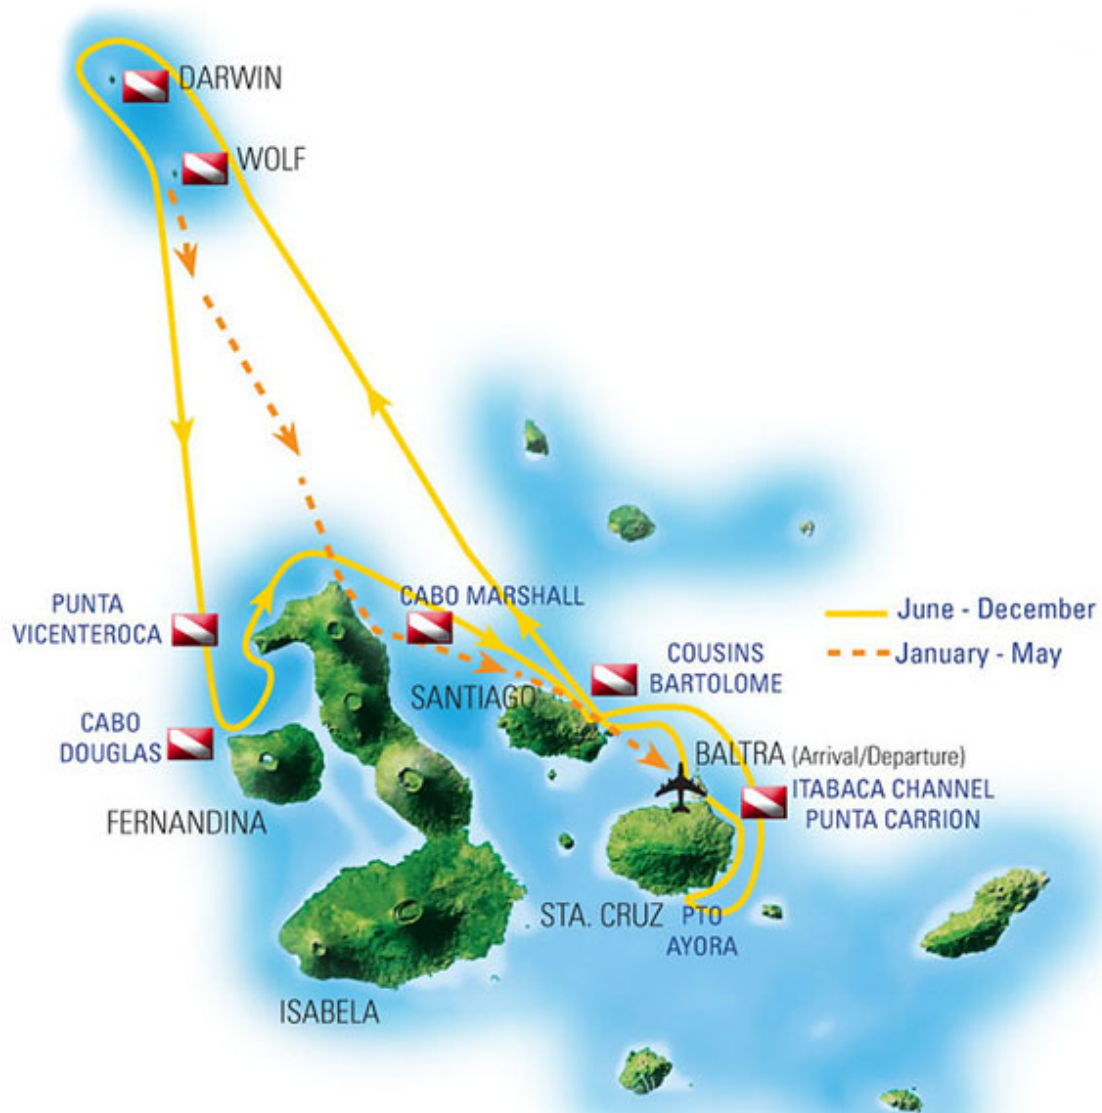 DARWIN
WOLF
PUNTA
VICENTEROCA
CABO MARSHALL
June - December
January - May
COUSINS
BARTOLOME
SANTIAGO
CABO
DOUGLAS
BALTRA (Arrival/Departure)
ITABACA CHANNEL
PUNTA CARRION
FERNANDINA
STA. CRUZ
PTO
AYORA
ISABELA